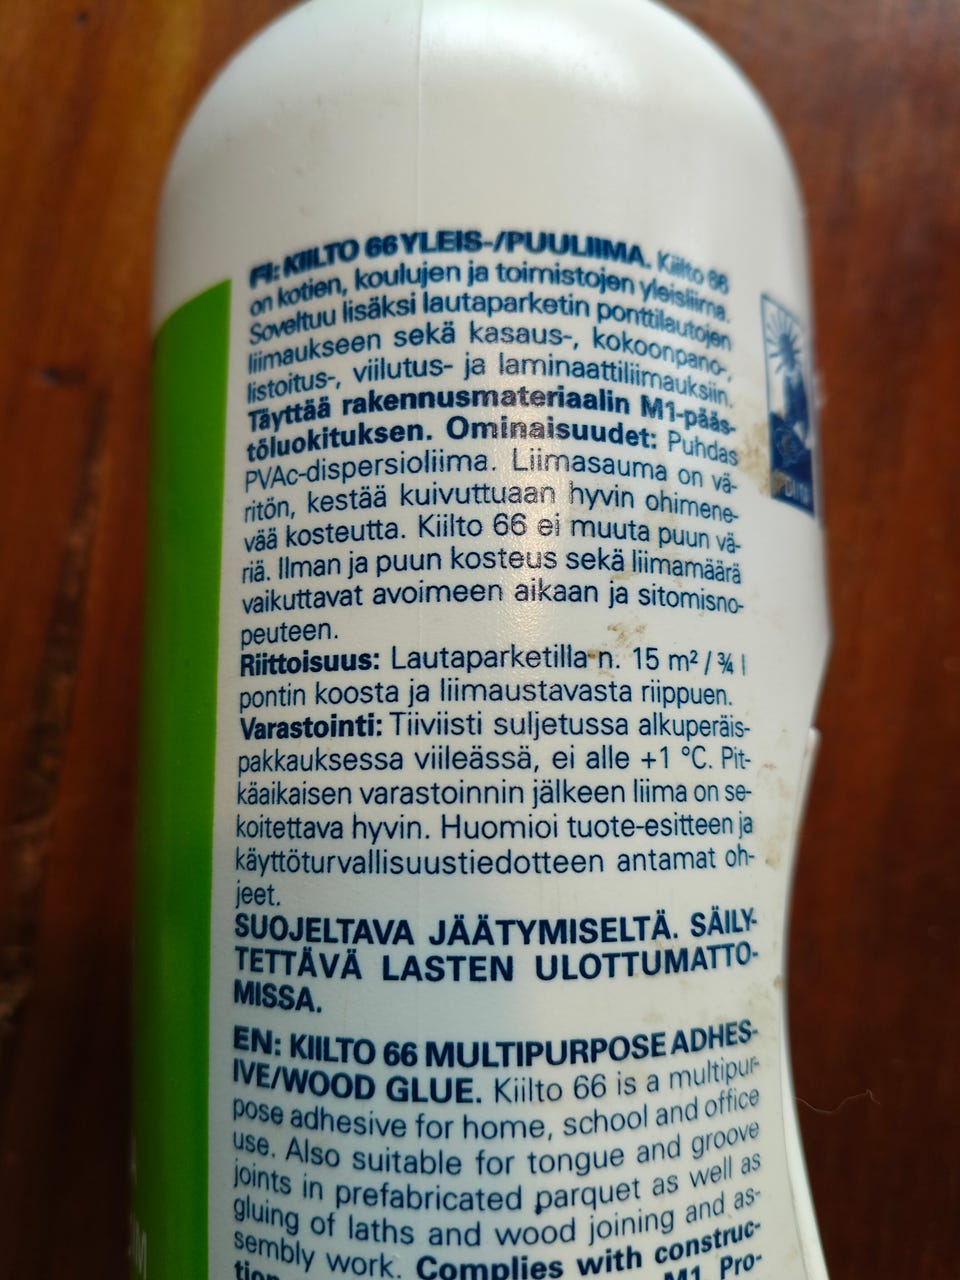 FI: KIILTO 66 YLEIS-/PUULIIMA. Kiilto 66
on kotien, koulujen ja toimistojen yleisliima.
Soveltuu lisäksi lautaparketin ponttilautojen
liimaukseen sekä kasaus-, kokoonpano-,
listoitus-, viilutus- ja laminaattiliimauksiin.
Täyttää rakennusmateriaalin M1-pääs-
töluokituksen. Ominaisuudet: Puhdas
PVAc-dispersioliima. Liimasauma on vä-
ritön, kestää kuivuttuaan hyvin ohimene-
vää kosteutta. Kiilto 66 ei muuta puun vä-
riä. Ilman ja puun kosteus sekä liimamäärä
vaikuttavat avoimeen aikaan ja sitomisno-
peuteen.
Riittoisuus: Lautaparketilla n. 15 m² / ¾ l
pontin koosta ja liimaustavasta riippuen.
Varastointi: Tiiviisti suljetussa alkuperäis-
pakkauksessa viileässä, ei alle +1 °C. Pit-
käaikaisen varastoinnin jälkeen liima on se-
koitettava hyvin. Huomioi tuote-esitteen ja
käyttöturvallisuustiedotteen antamat oh-
jeet.
SUOJELTAVA JÄÄTYMISELTÄ. SÄILY-
TETTÄVÄ LASTEN ULOTTUMATTO-
MISSA.
EN: KIILTO 66 MULTIPURPOSE ADHES-
IVE/WOOD GLUE. Kiilto 66 is a multipur-
pose adhesive for home, school and office
use. Also suitable for tongue and groove
joints in prefabricated parquet as well as
gluing of laths and wood joining and as-
sembly work. Complies with construc-
tion M1 Pro-